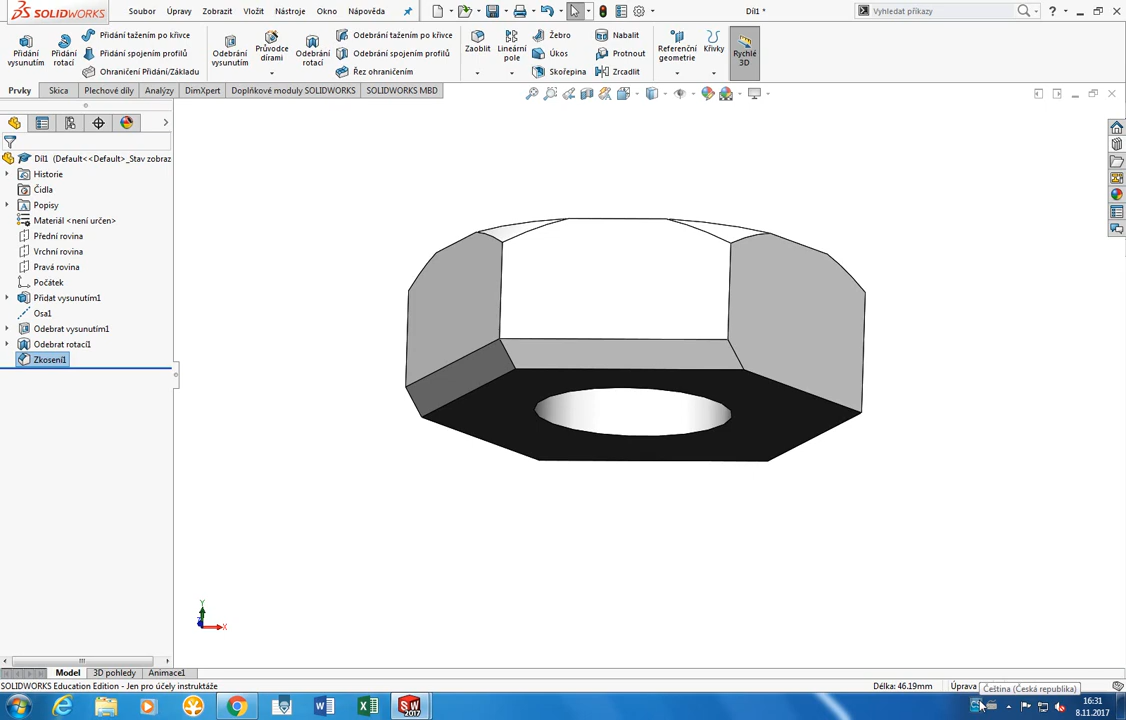 SOLIDWORKS
Soubor Úpravy Zobrazit Vložit Nástroje Okno Nápověda
Díl1 *
Vyhledat příkazy
Přidání vysunutím
Přidání rotací
Přidání tažením po křivce
Přidání spojením profilů
Ohraničení Přidání/Základu
Odebrání vysunutím
Průvodce dírami
Odebrání rotací
Odebrání tažením po křivce
Odebrání spojením profilů
Řez ohraničením
Zaoblit
Lineární pole
Žebro
Úkos
Skořepina
Nabalit
Protnout
Zrcadlit
Referenční geometrie
Křivky
Rychlé 3D
Prvky Skica Plechové díly Analýzy DimXpert Doplňkové moduly SOLIDWORKS SOLIDWORKS MBD
Díl1 (Default<<Default>_Stav zobraz
Historie
Čidla
Popisy
Materiál <není určen>
Přední rovina
Vrchní rovina
Pravá rovina
Počátek
Přidat vysunutím1
Osa1
Odebrat vysunutím1
Odebrat rotací1
Zkosení1
Y
X
Model 3D pohledy Animace1
SOLIDWORKS Education Edition - Jen pro účely instruktáže
Délka: 46.19mm
Úprava
Čeština (Česká republika)
16:31
8.11.2017